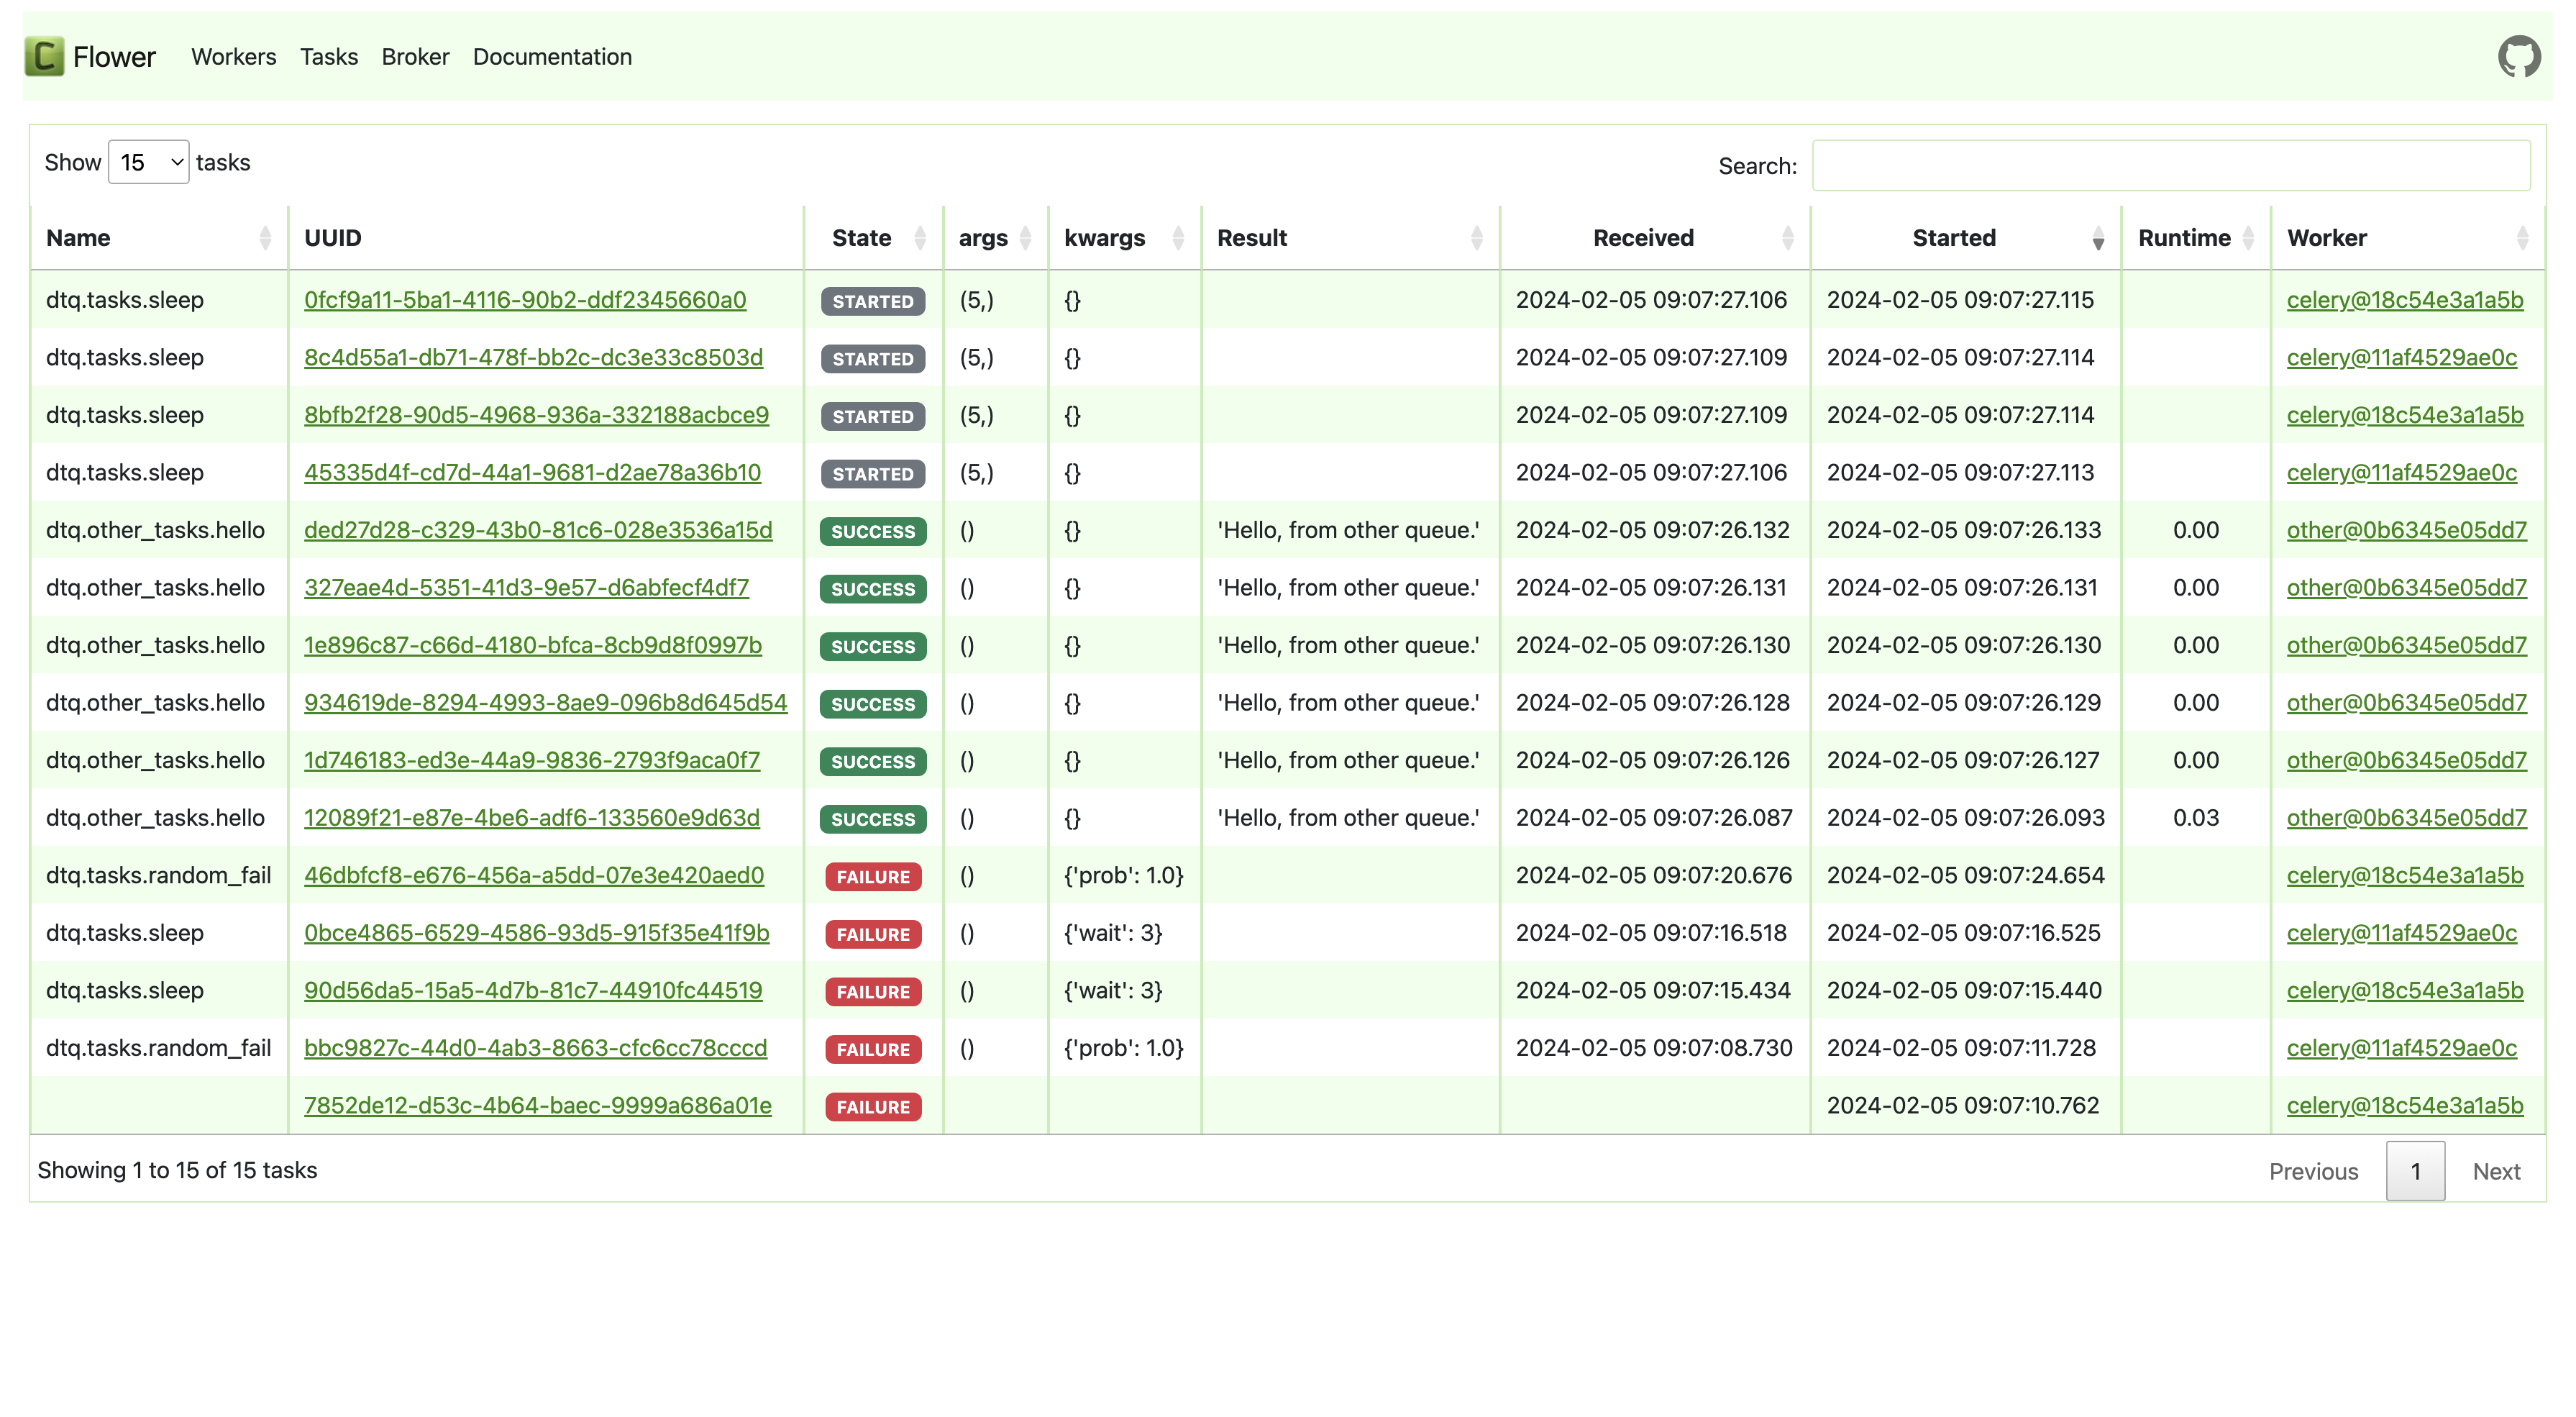 C Flower Workers Tasks Broker Documentation
Show 15 tasks Search:
Name UUID State args kwargs Result Received Started Runtime Worker
dtq.tasks.sleep 0fcf9a11-5ba1-4116-90b2-ddf2345660a0 STARTED (5,) {} 2024-02-05 09:07:27.106 2024-02-05 09:07:27.115 celery@18c54e3a1a5b
dtq.tasks.sleep 8c4d55a1-db71-478f-bb2c-dc3e33c8503d STARTED (5,) {} 2024-02-05 09:07:27.109 2024-02-05 09:07:27.114 celery@11af4529ae0c
dtq.tasks.sleep 8bfb2f28-90d5-4968-936a-332188acbce9 STARTED (5,) {} 2024-02-05 09:07:27.109 2024-02-05 09:07:27.114 celery@18c54e3a1a5b
dtq.tasks.sleep 45335d4f-cd7d-44a1-9681-d2ae78a36b10 STARTED (5,) {} 2024-02-05 09:07:27.106 2024-02-05 09:07:27.113 celery@11af4529ae0c
dtq.other_tasks.hello ded27d28-c329-43b0-81c6-028e3536a15d SUCCESS () {} 'Hello, from other queue.' 2024-02-05 09:07:26.132 2024-02-05 09:07:26.133 0.00 other@0b6345e05dd7
dtq.other_tasks.hello 327eae4d-5351-41d3-9e57-d6abfecf4df7 SUCCESS () {} 'Hello, from other queue.' 2024-02-05 09:07:26.131 2024-02-05 09:07:26.131 0.00 other@0b6345e05dd7
dtq.other_tasks.hello 1e896c87-c66d-4180-bfca-8cb9d8f0997b SUCCESS () {} 'Hello, from other queue.' 2024-02-05 09:07:26.130 2024-02-05 09:07:26.130 0.00 other@0b6345e05dd7
dtq.other_tasks.hello 934619de-8294-4993-8ae9-096b8d645d54 SUCCESS () {} 'Hello, from other queue.' 2024-02-05 09:07:26.128 2024-02-05 09:07:26.129 0.00 other@0b6345e05dd7
dtq.other_tasks.hello 1d746183-ed3e-44a9-9836-2793f9aca0f7 SUCCESS () {} 'Hello, from other queue.' 2024-02-05 09:07:26.126 2024-02-05 09:07:26.127 0.00 other@0b6345e05dd7
dtq.other_tasks.hello 12089f21-e87e-4be6-adf6-133560e9d63d SUCCESS () {} 'Hello, from other queue.' 2024-02-05 09:07:26.087 2024-02-05 09:07:26.093 0.03 other@0b6345e05dd7
dtq.tasks.random_fail 46dbfcf8-e676-456a-a5dd-07e3e420aed0 FAILURE () {'prob': 1.0} 2024-02-05 09:07:20.676 2024-02-05 09:07:24.654 celery@18c54e3a1a5b
dtq.tasks.sleep 0bce4865-6529-4586-93d5-915f35e41f9b FAILURE () {'wait': 3} 2024-02-05 09:07:16.518 2024-02-05 09:07:16.525 celery@11af4529ae0c
dtq.tasks.sleep 90d56da5-15a5-4d7b-81c7-44910fc44519 FAILURE () {'wait': 3} 2024-02-05 09:07:15.434 2024-02-05 09:07:15.440 celery@18c54e3a1a5b
dtq.tasks.random_fail bbc9827c-44d0-4ab3-8663-cfc6cc78cccd FAILURE () {'prob': 1.0} 2024-02-05 09:07:08.730 2024-02-05 09:07:11.728 celery@11af4529ae0c
7852de12-d53c-4b64-baec-9999a686a01e FAILURE 2024-02-05 09:07:10.762 celery@18c54e3a1a5b
Showing 1 to 15 of 15 tasks Previous 1 Next